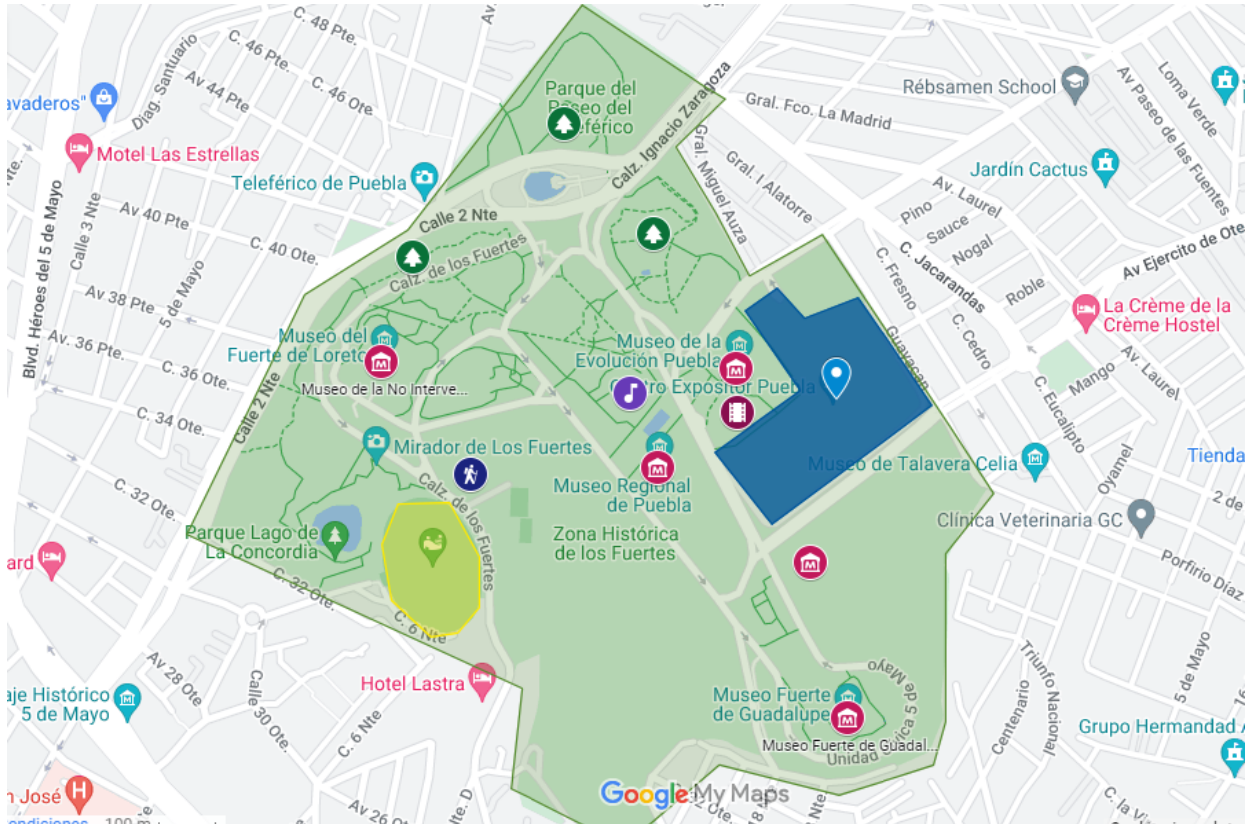 C. 48 Pte.
C. 46 Pte.
Av 44 Pte.
C. 46 Ote.
Diag. Santuario
avaderos"
Motel Las Estrellas
Teleférico de Puebla
Parque del
Paseo del
Teleférico
Calz. Ignacio Zaragoza
Gral. Fco. La Madrid
Rébsamen School
Av Paseo de las Fuentes
Loma Verde
Gral. Miguel Auza
Gral. I Alatorre
Jardín Cactus
Av. Laurel
Pino
Sauce
Nogal
Roble
C. Jacarandas
C. Fresno
Av Ejercito de Ote
Blvd. Héroes del 5 de Mayo
Calle 3 Nte
Av 40 Pte
C. 40 Ote.
Calle 2 Nte
Calz. de los Fuertes
5 de Mayo
Av 38 Pte.
Av. 36 Pte.
C. 36 Ote.
C. 34 Ote.
Calle 2 Nte
Museo del
Fuerte de Loreto
Museo de la No Interve...
Museo de la
Evolución Puebla
Centro Expositor Puebla
Guayacan
C. Cedro
C. Eucalipto
La Crème de la
Crème Hostel
Mango
Av. Laurel
Mirador de Los Fuertes
Calz. de los Fuertes
Museo Regional
de Puebla
Museo de Talavera Celia
Oyamel
Tienda
2 de
C. 32 Ote.
Parque Lago de
La Concordia
Zona Histórica
de los Fuertes
Clínica Veterinaria GC
Porfirio Díaz
ard
C. 32 Ote.
C. 6 Nte
Av 28 Ote.
Calle 30 Ote.
Hotel Lastra
C. 6 Nte
aje Histórico
5 de Mayo
Museo Fuerte
de Guadalupe
Museo Fuerte de Guadal...
Unidad Cívica 5 de Mayo
Centenario
Triunfo Nacional
5 de Mayo
16
Grupo Hermandad A
n José
H
Av 26 Ote.
Google My Maps
ondiciones
100 m